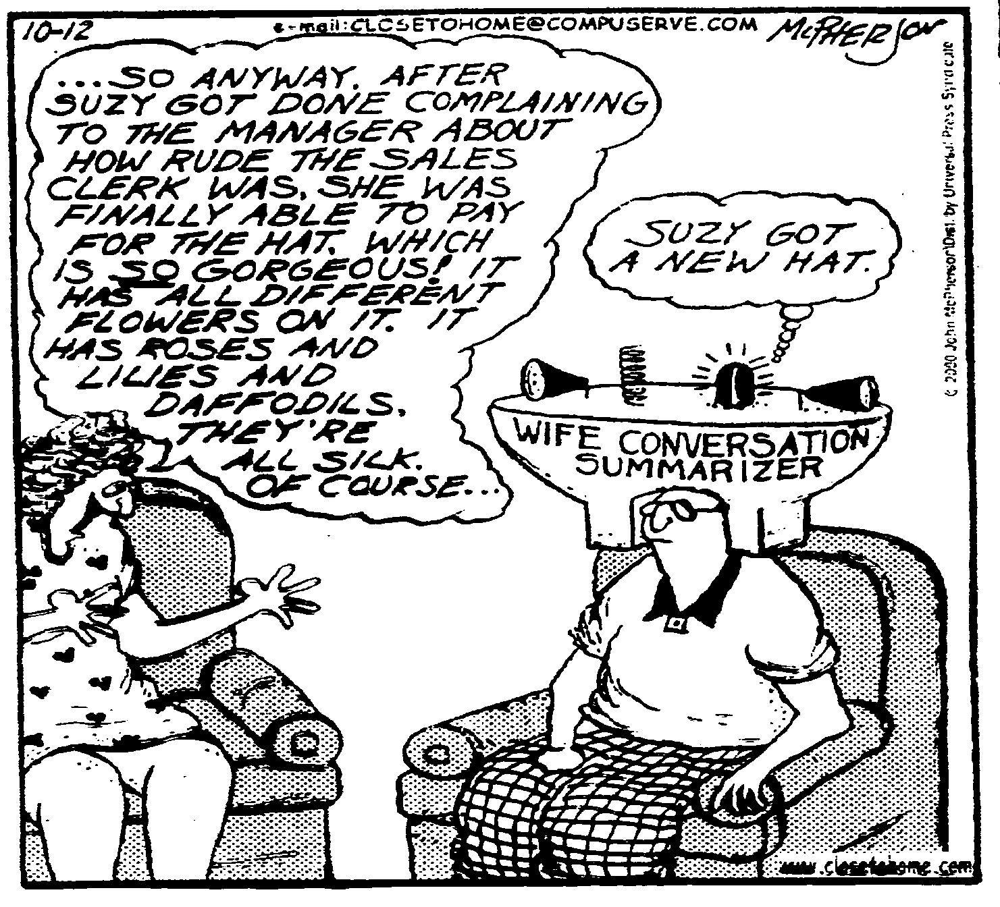 10-12
e-mail:CLOSETOHOME@COMPUSERVE.COM
McPHERSON
...SO ANYWAY, AFTER
SUZY GOT DONE COMPLAINING
TO THE MANAGER ABOUT
HOW RUDE THE SALES
CLERK WAS, SHE WAS
FINALLY ABLE TO PAY
FOR THE HAT, WHICH
IS SO GORGEOUS! IT
HAS ALL DIFFERENT
FLOWERS ON IT. IT
HAS ROSES AND
LILIES AND
DAFFODILS,
THEY'RE
ALL SILK,
OF COURSE...
SUZY GOT
A NEW HAT.
WIFE CONVERSATION
SUMMARIZER
© 2000 John McPherson/Dist. by Universal Press Syndicate
www.closetohome.com